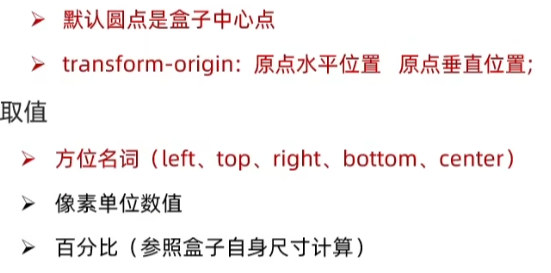 默认圆点是盒子中心点
transform-origin：原点水平位置 原点垂直位置;
取值
方位名词（left、top、right、bottom、center）
像素单位数值
百分比（参照盒子自身尺寸计算）